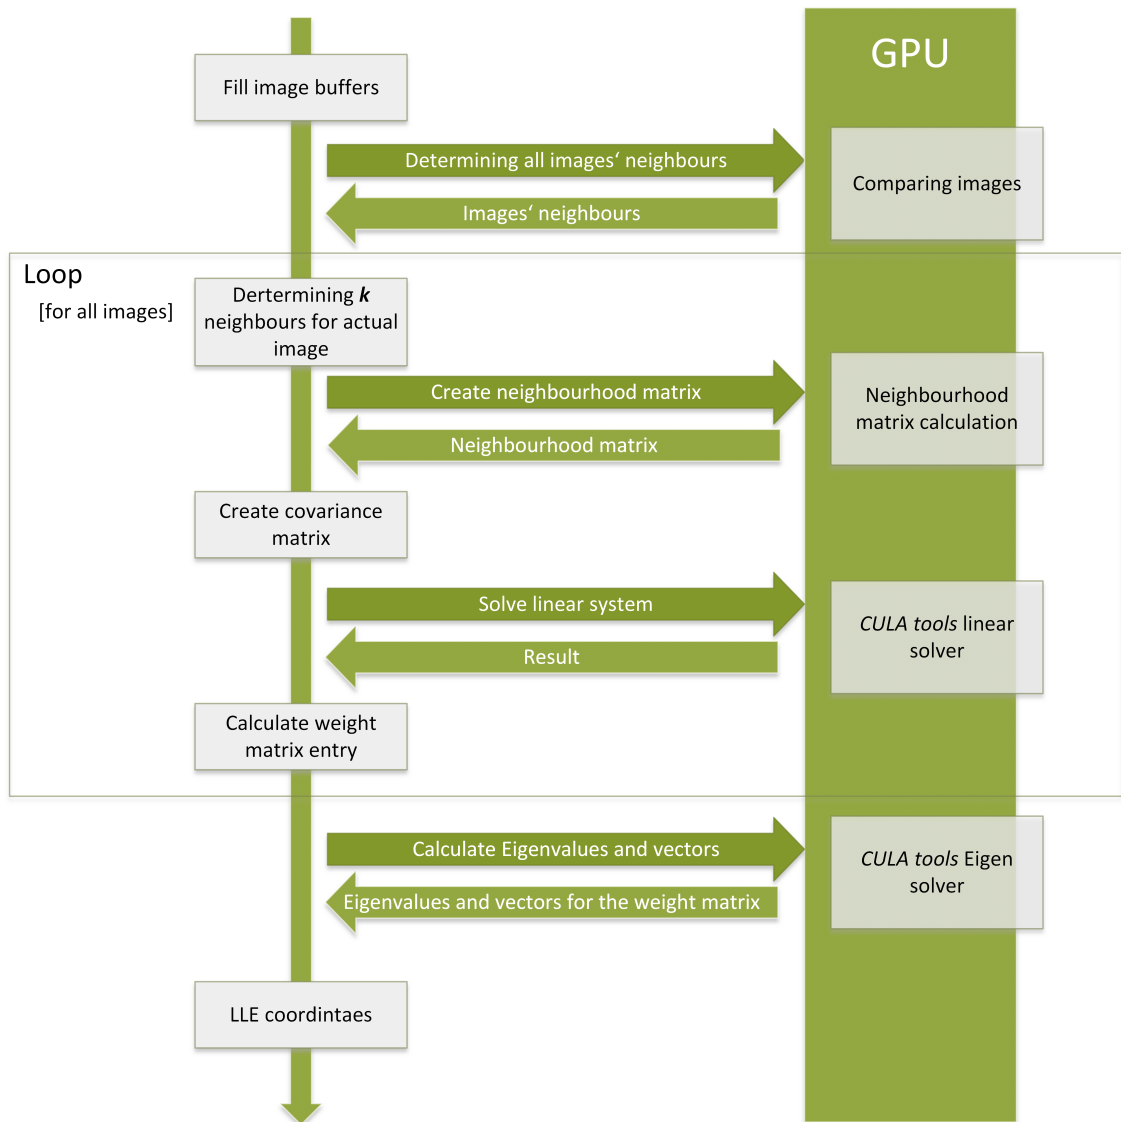 GPU
Fill image buffers
Determining all images‘ neighbours
Comparing images
Images‘ neighbours
Loop
[for all images]
Dertermining k
neighbours for actual
image
Create neighbourhood matrix
Neighbourhood
matrix calculation
Neighbourhood matrix
Create covariance
matrix
Solve linear system
CULA tools linear
solver
Result
Calculate weight
matrix entry
Calculate Eigenvalues and vectors
CULA tools Eigen
solver
Eigenvalues and vectors for the weight matrix
LLE coordintaes